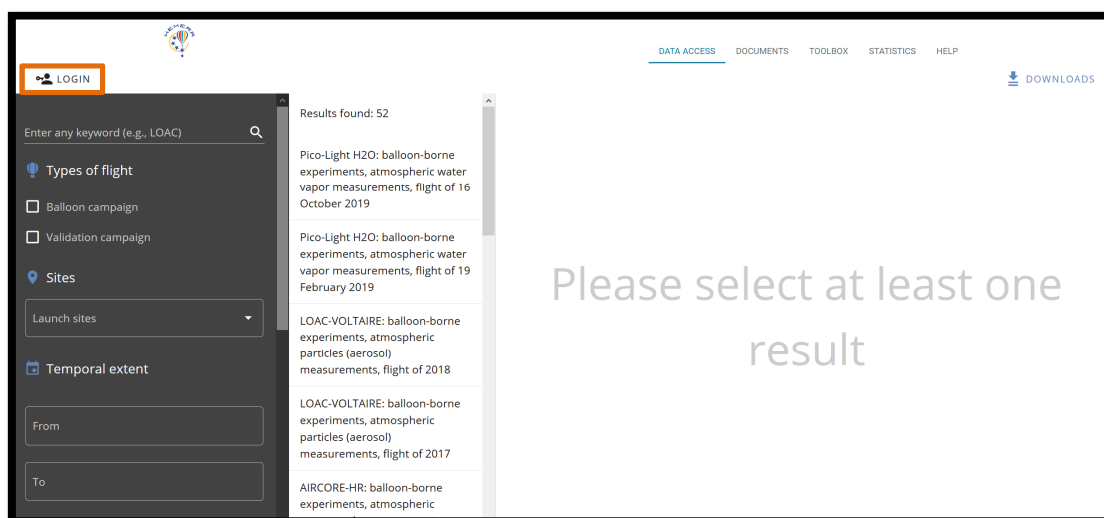 HEMERA
DATA ACCESS
DOCUMENTS
TOOLBOX
STATISTICS
HELP
LOGIN
DOWNLOADS
Enter any keyword (e.g., LOAC)
Types of flight
Balloon campaign
Validation campaign
Sites
Launch sites
Temporal extent
From
To
Results found: 52
Pico-Light H2O: balloon-borne
experiments, atmospheric water
vapor measurements, flight of 16
October 2019
Pico-Light H2O: balloon-borne
experiments, atmospheric water
vapor measurements, flight of 19
February 2019
LOAC-VOLTAIRE: balloon-borne
experiments, atmospheric
particles (aerosol)
measurements, flight of 2018
LOAC-VOLTAIRE: balloon-borne
experiments, atmospheric
particles (aerosol)
measurements, flight of 2017
AIRCORE-HR: balloon-borne
experiments, atmospheric
Please select at least one
result